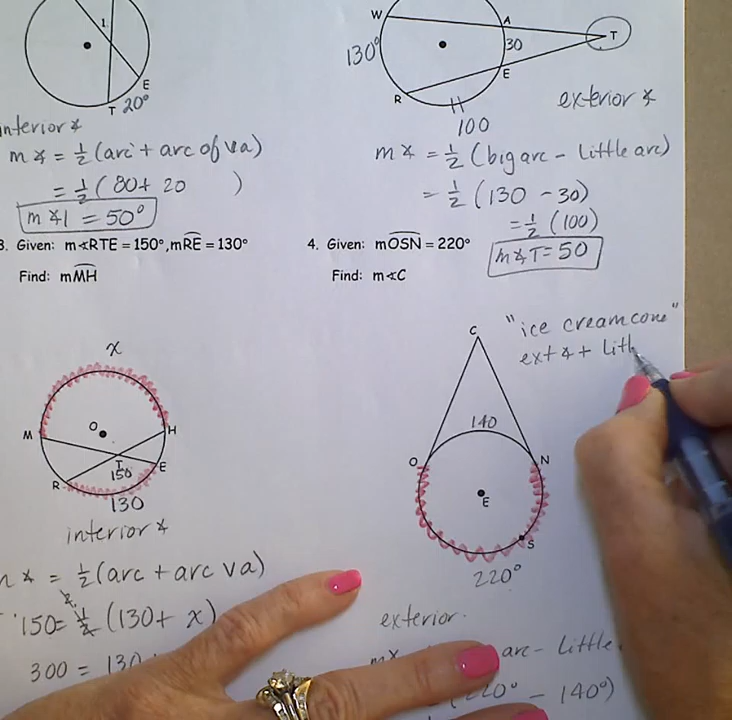 1
E
T 20°
interior ∡
m∡ = ½(arc + arc of va)
= ½( 80+ 20 )
m∡1 = 50°
W
A
T
130°
30
E
R
100
exterior ∡
m∡ = ½(big arc – little arc)
= ½(130 – 30)
= ½(100)
m∡T= 50
3. Given: m∢RTE = 150°, mRE = 130°
Find: mMH
x
O
M
H
T
E
150
R
130
interior ∡
m∡ = ½(arc + arc va)
150= ½(130+ x)
300 = 130
4. Given: mOSN = 220°
Find: m∢C
C
"ice cream cone"
ext ∡ + litt
140
O
N
E
S
220°
exterior
m∡
arc – little
220° – 140°)